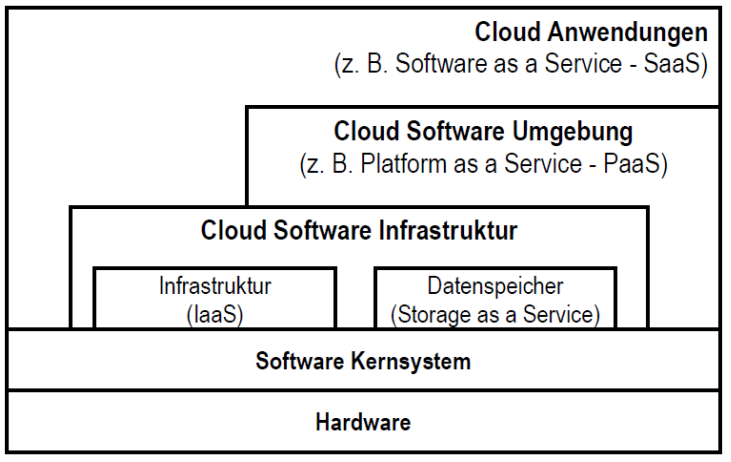 Cloud Anwendungen
(z. B. Software as a Service - SaaS)
Cloud Software Umgebung
(z. B. Platform as a Service - PaaS)
Cloud Software Infrastruktur
Infrastruktur
(IaaS)
Datenspeicher
(Storage as a Service)
Software Kernsystem
Hardware